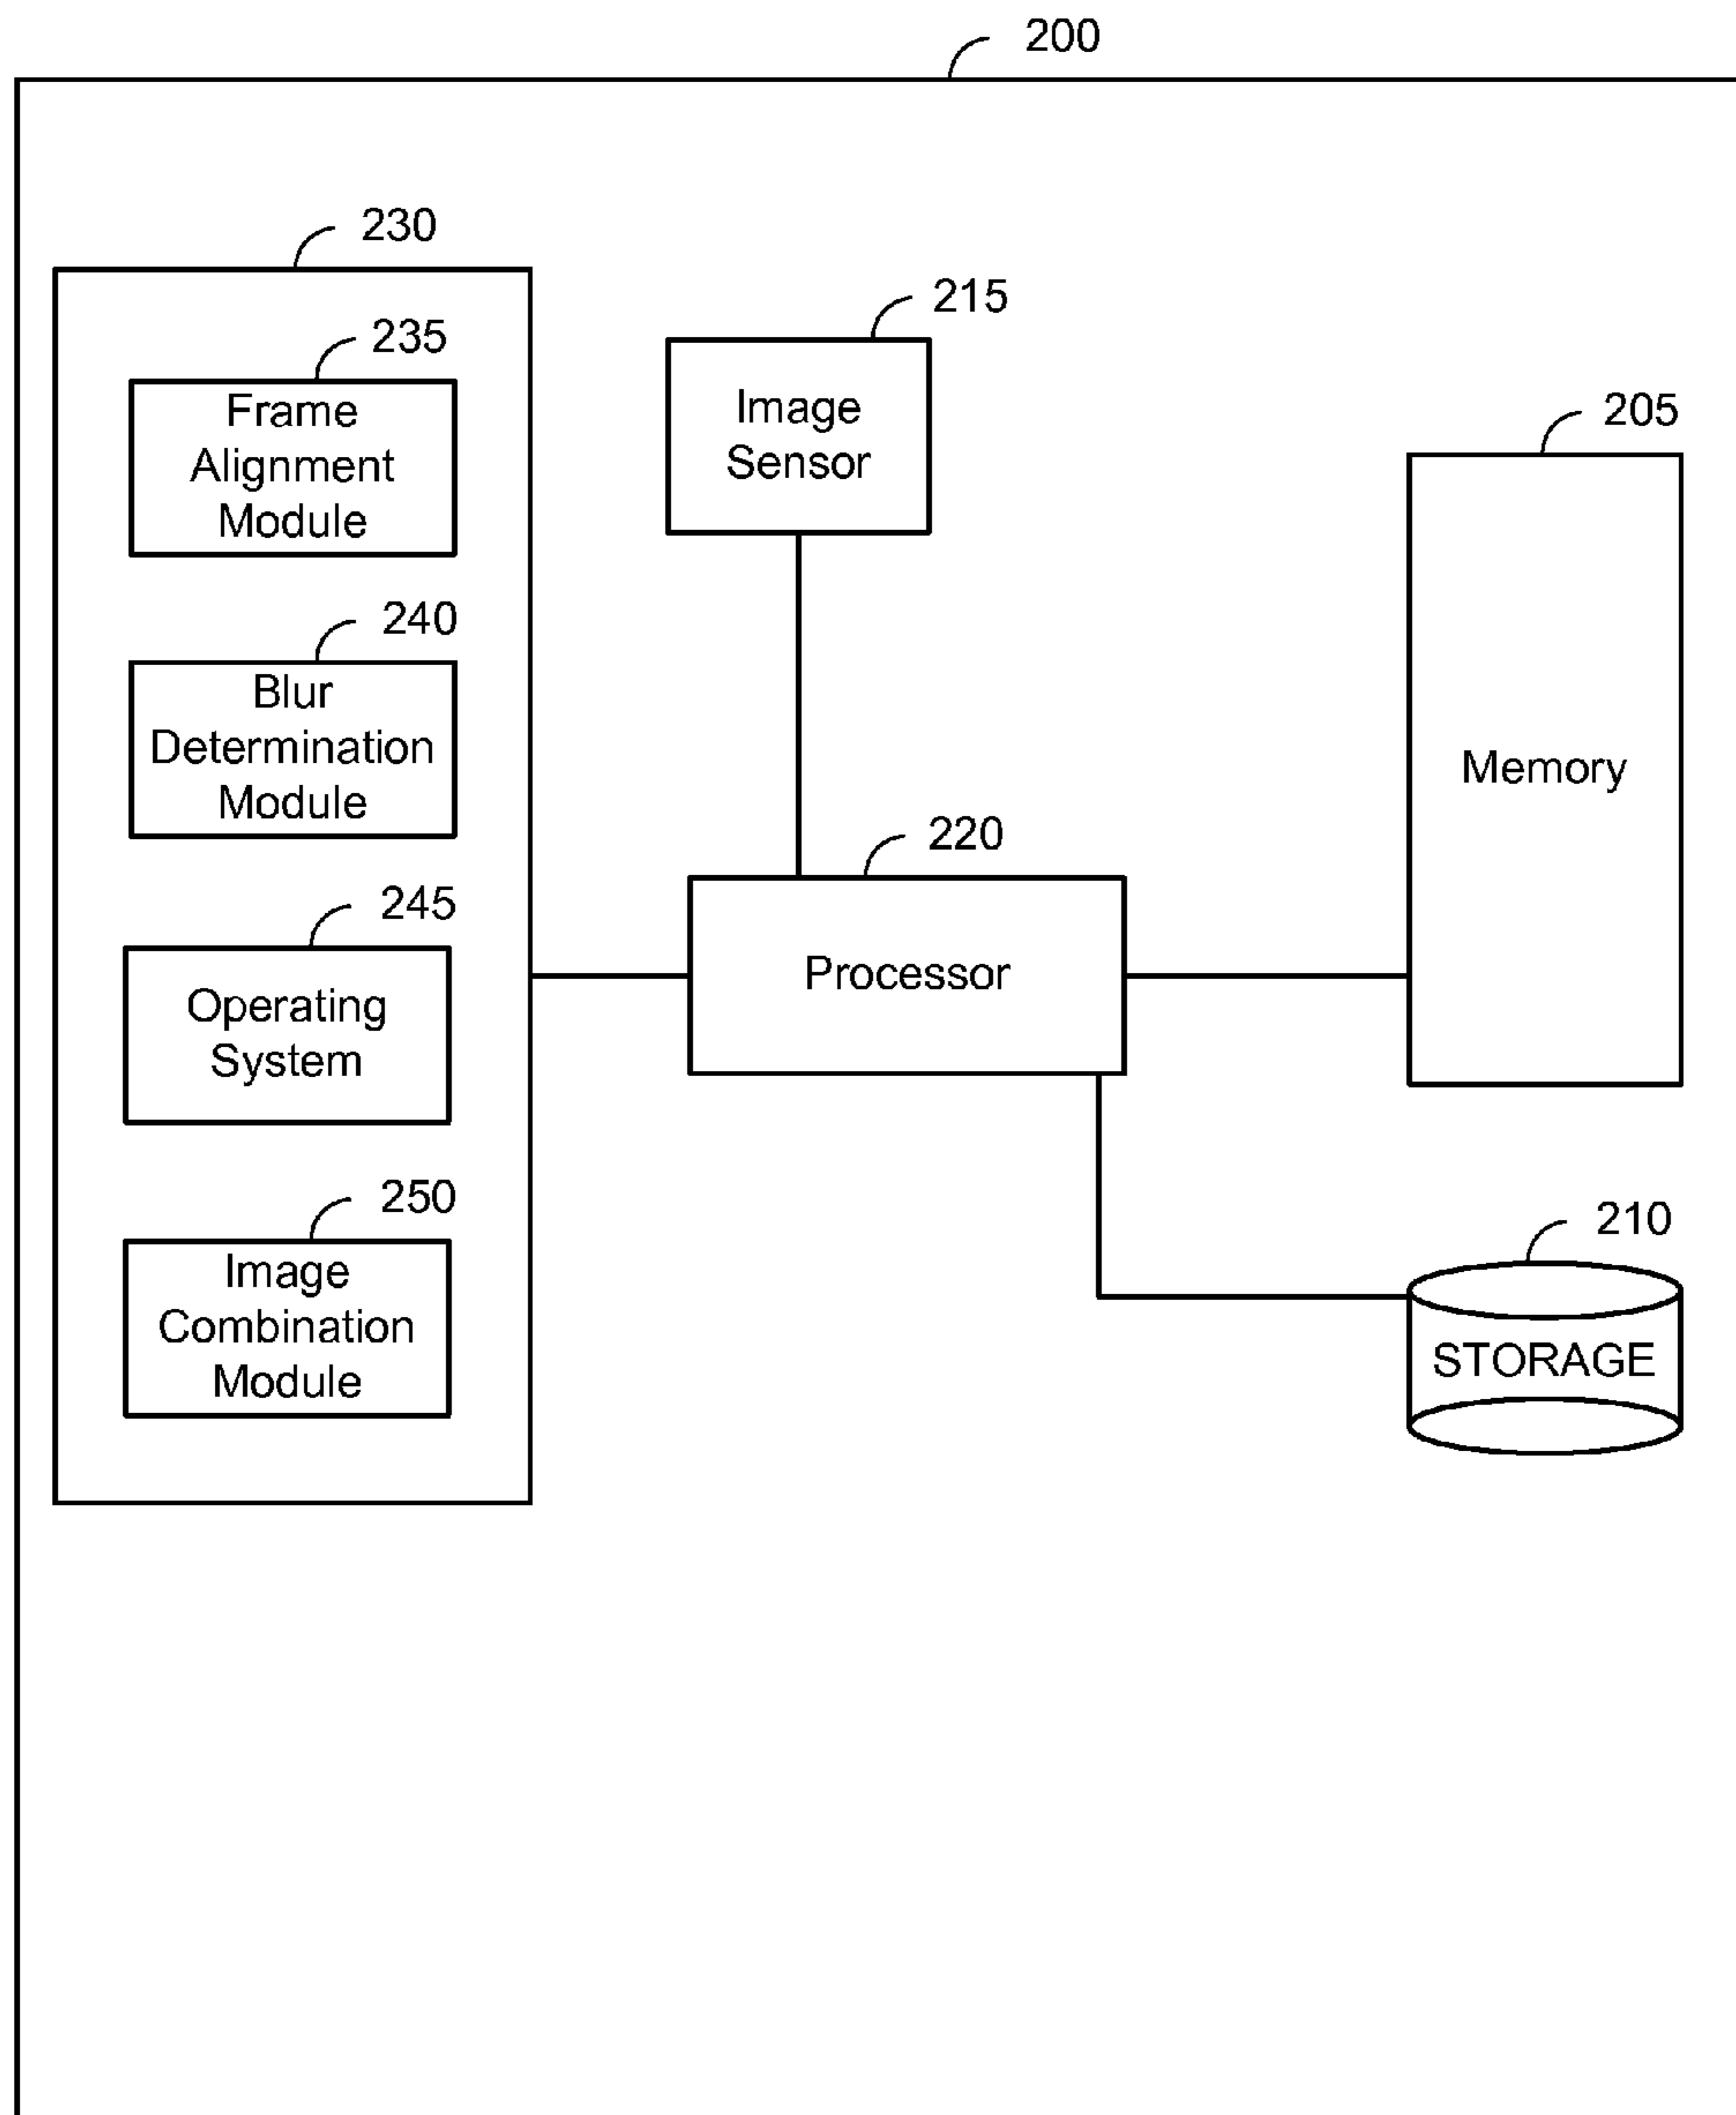 200
230
235
Frame
Alignment
Module
240
Blur
Determination
Module
245
Operating
System
250
Image
Combination
Module
215
Image
Sensor
220
Processor
205
Memory
210
STORAGE